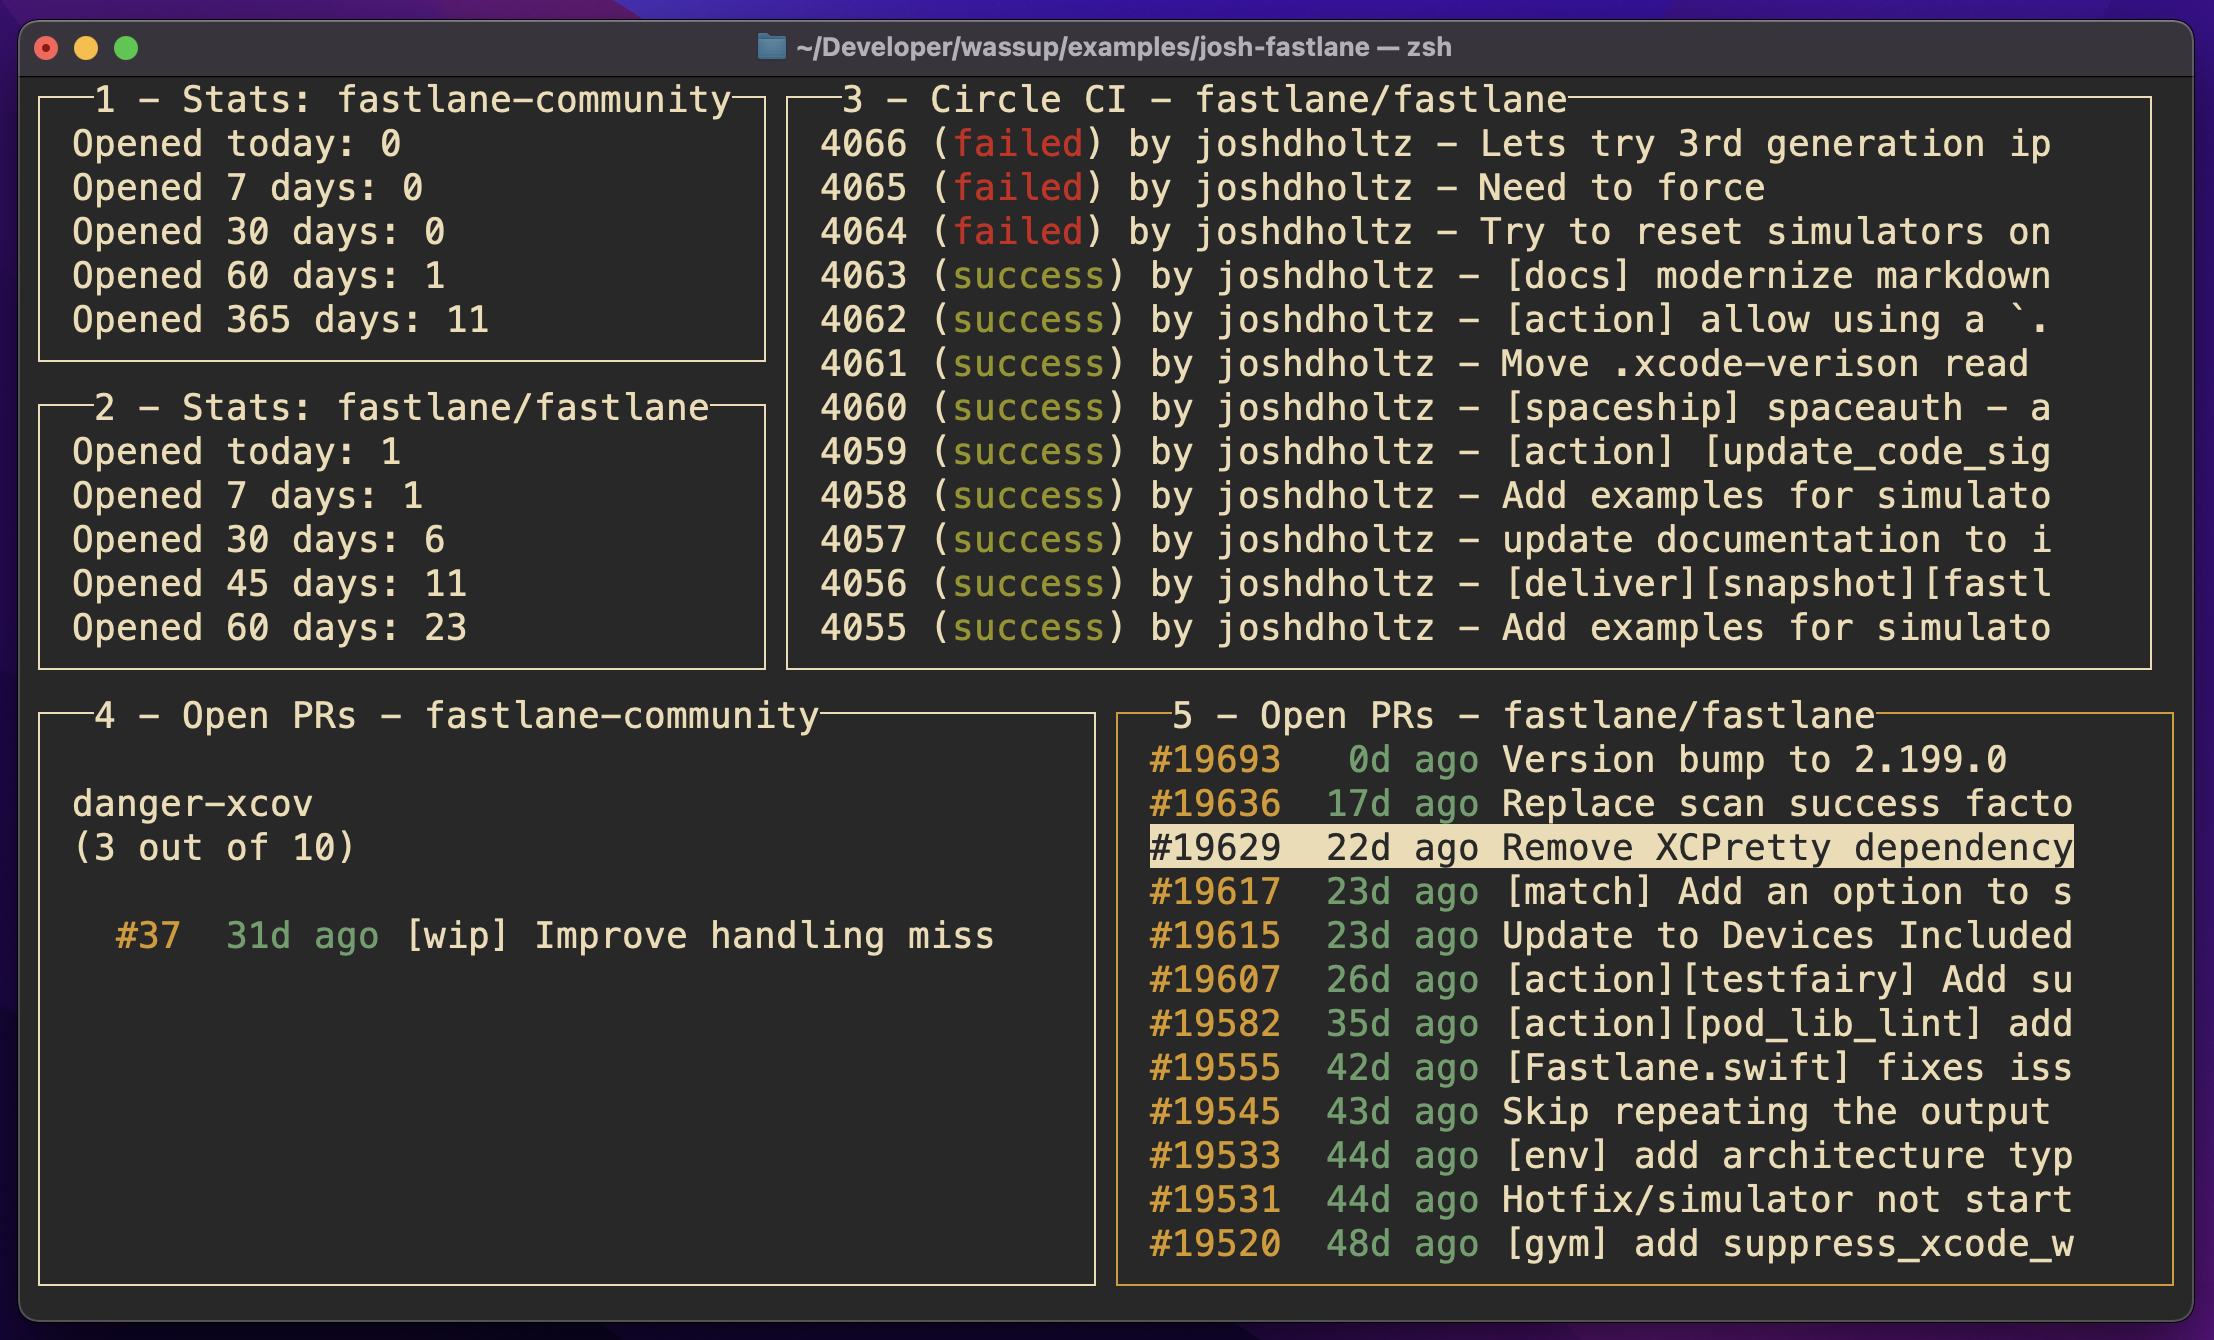 ~/Developer/wassup/examples/josh-fastlane — zsh
1 - Stats: fastlane-community
Opened today: 0
Opened 7 days: 0
Opened 30 days: 0
Opened 60 days: 1
Opened 365 days: 11
2 - Stats: fastlane/fastlane
Opened today: 1
Opened 7 days: 1
Opened 30 days: 6
Opened 45 days: 11
Opened 60 days: 23
3 - Circle CI - fastlane/fastlane
4066 (failed) by joshdholtz - Lets try 3rd generation ip
4065 (failed) by joshdholtz - Need to force
4064 (failed) by joshdholtz - Try to reset simulators on
4063 (success) by joshdholtz - [docs] modernize markdown
4062 (success) by joshdholtz - [action] allow using a `.
4061 (success) by joshdholtz - Move .xcode-verison read
4060 (success) by joshdholtz - [spaceship] spaceauth - a
4059 (success) by joshdholtz - [action] [update_code_sig
4058 (success) by joshdholtz - Add examples for simulato
4057 (success) by joshdholtz - update documentation to i
4056 (success) by joshdholtz - [deliver][snapshot][fastl
4055 (success) by joshdholtz - Add examples for simulato
4 - Open PRs - fastlane-community
danger-xcov
(3 out of 10)
#37 31d ago [wip] Improve handling miss
5 - Open PRs - fastlane/fastlane
#19693 0d ago Version bump to 2.199.0
#19636 17d ago Replace scan success facto
#19629 22d ago Remove XCPretty dependency
#19617 23d ago [match] Add an option to s
#19615 23d ago Update to Devices Included
#19607 26d ago [action][testfairy] Add su
#19582 35d ago [action][pod_lib_lint] add
#19555 42d ago [Fastlane.swift] fixes iss
#19545 43d ago Skip repeating the output
#19533 44d ago [env] add architecture typ
#19531 44d ago Hotfix/simulator not start
#19520 48d ago [gym] add suppress_xcode_w